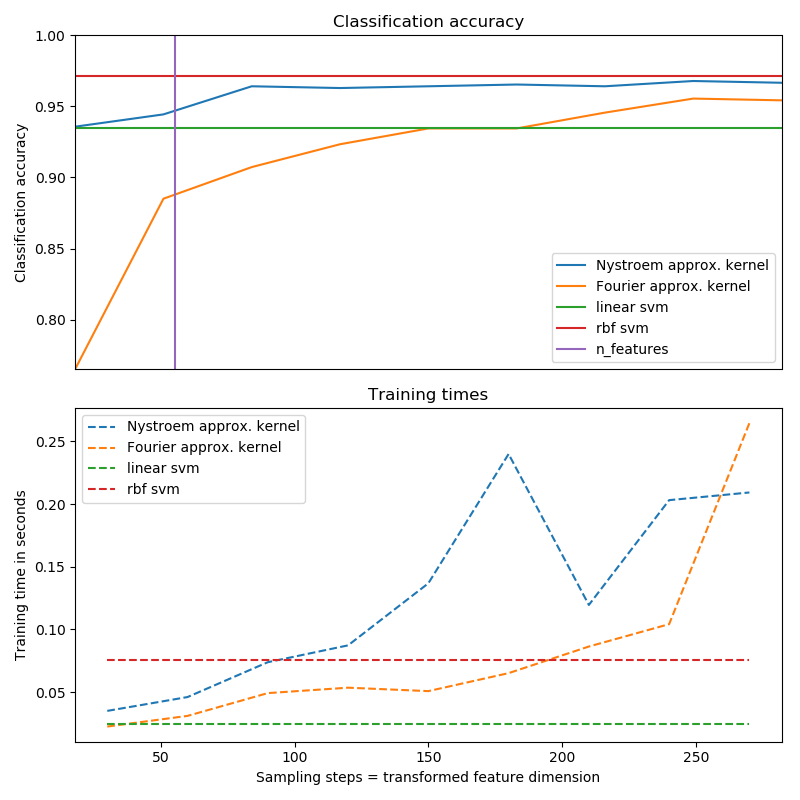 Classification accuracy
1.00
0.95
0.90
0.85
0.80
Classification accuracy
Nystroem approx. kernel
Fourier approx. kernel
linear svm
rbf svm
n_features
Training times
0.25
0.20
0.15
0.10
0.05
Training time in seconds
Nystroem approx. kernel
Fourier approx. kernel
linear svm
rbf svm
50 100 150 200 250
Sampling steps = transformed feature dimension